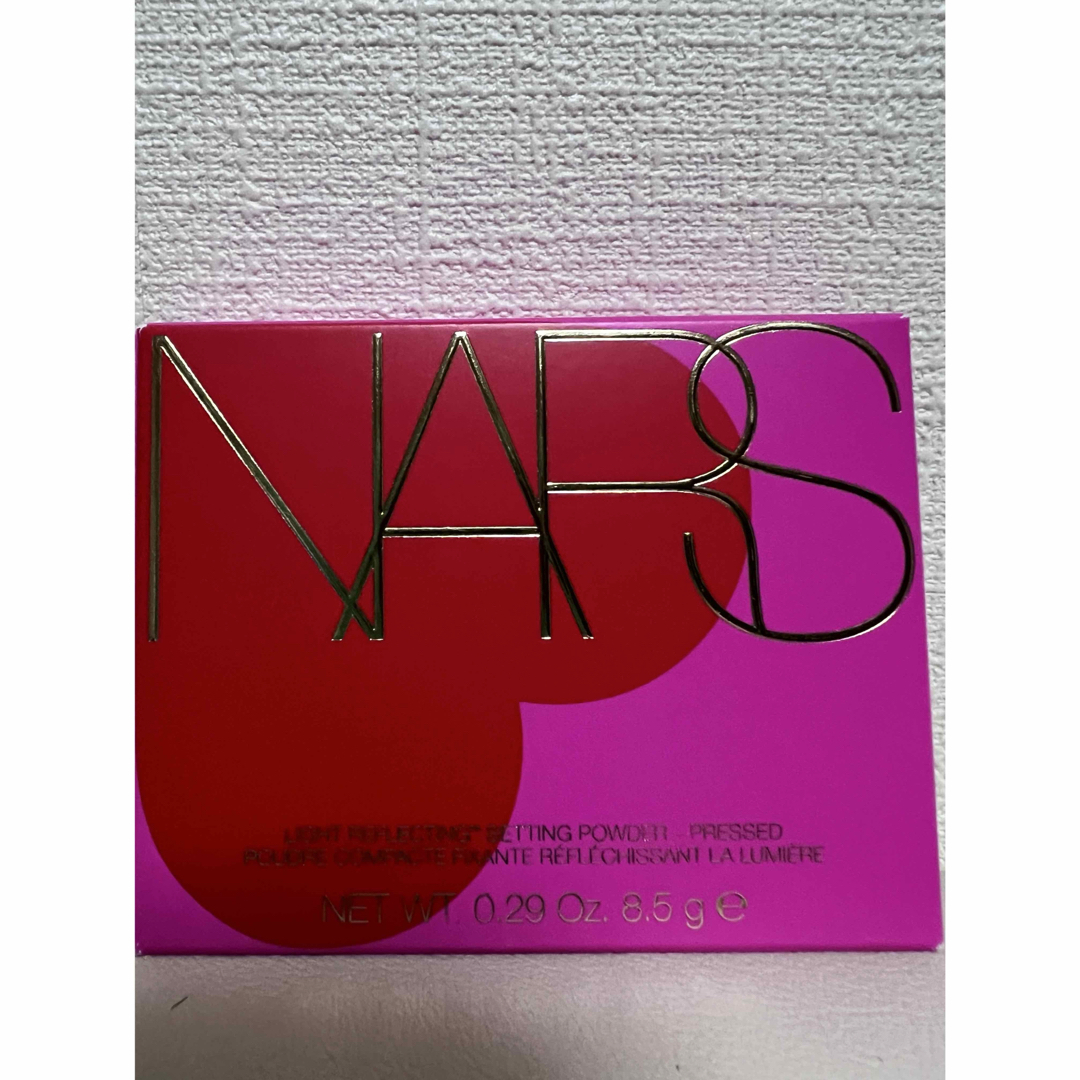 NARS
LIGHT REFLECTING™ SETTING POWDER - PRESSED
POUDRE COMPACTE FIXANTE RÉFLÉCHISSANT LA LUMIÈRE
NET WT. 0.29 Oz. 8.5 g ℮